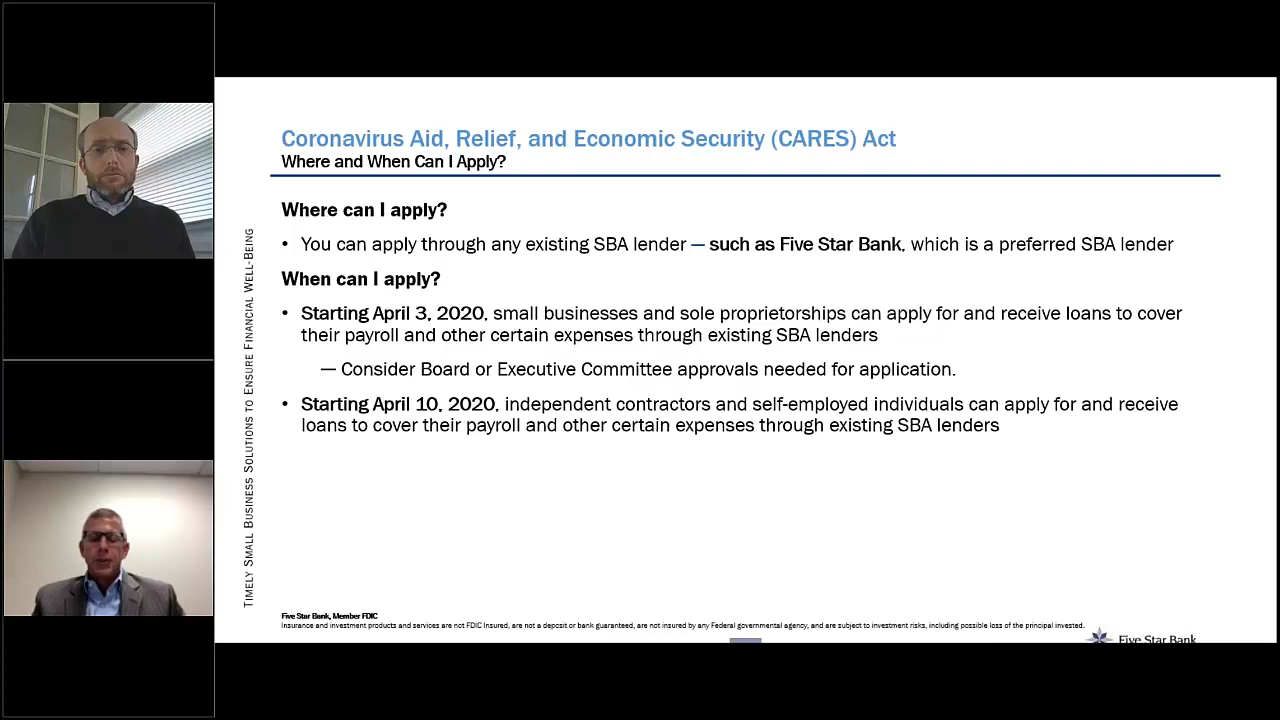 Coronavirus Aid, Relief, and Economic Security (CARES) Act
Where and When Can I Apply?
Where can I apply?
• You can apply through any existing SBA lender — such as Five Star Bank, which is a preferred SBA lender
When can I apply?
• Starting April 3, 2020, small businesses and sole proprietorships can apply for and receive loans to cover
their payroll and other certain expenses through existing SBA lenders
— Consider Board or Executive Committee approvals needed for application.
• Starting April 10, 2020, independent contractors and self-employed individuals can apply for and receive
loans to cover their payroll and other certain expenses through existing SBA lenders
TIMELY SMALL BUSINESS SOLUTIONS TO ENSURE FINANCIAL WELL-BEING
Five Star Bank, Member FDIC
Insurance and investment products and services are not FDIC Insured, are not a deposit or bank guaranteed, are not insured by any Federal governmental agency, and are subject to investment risks, including possible loss of the principal invested.
Five Star Bank